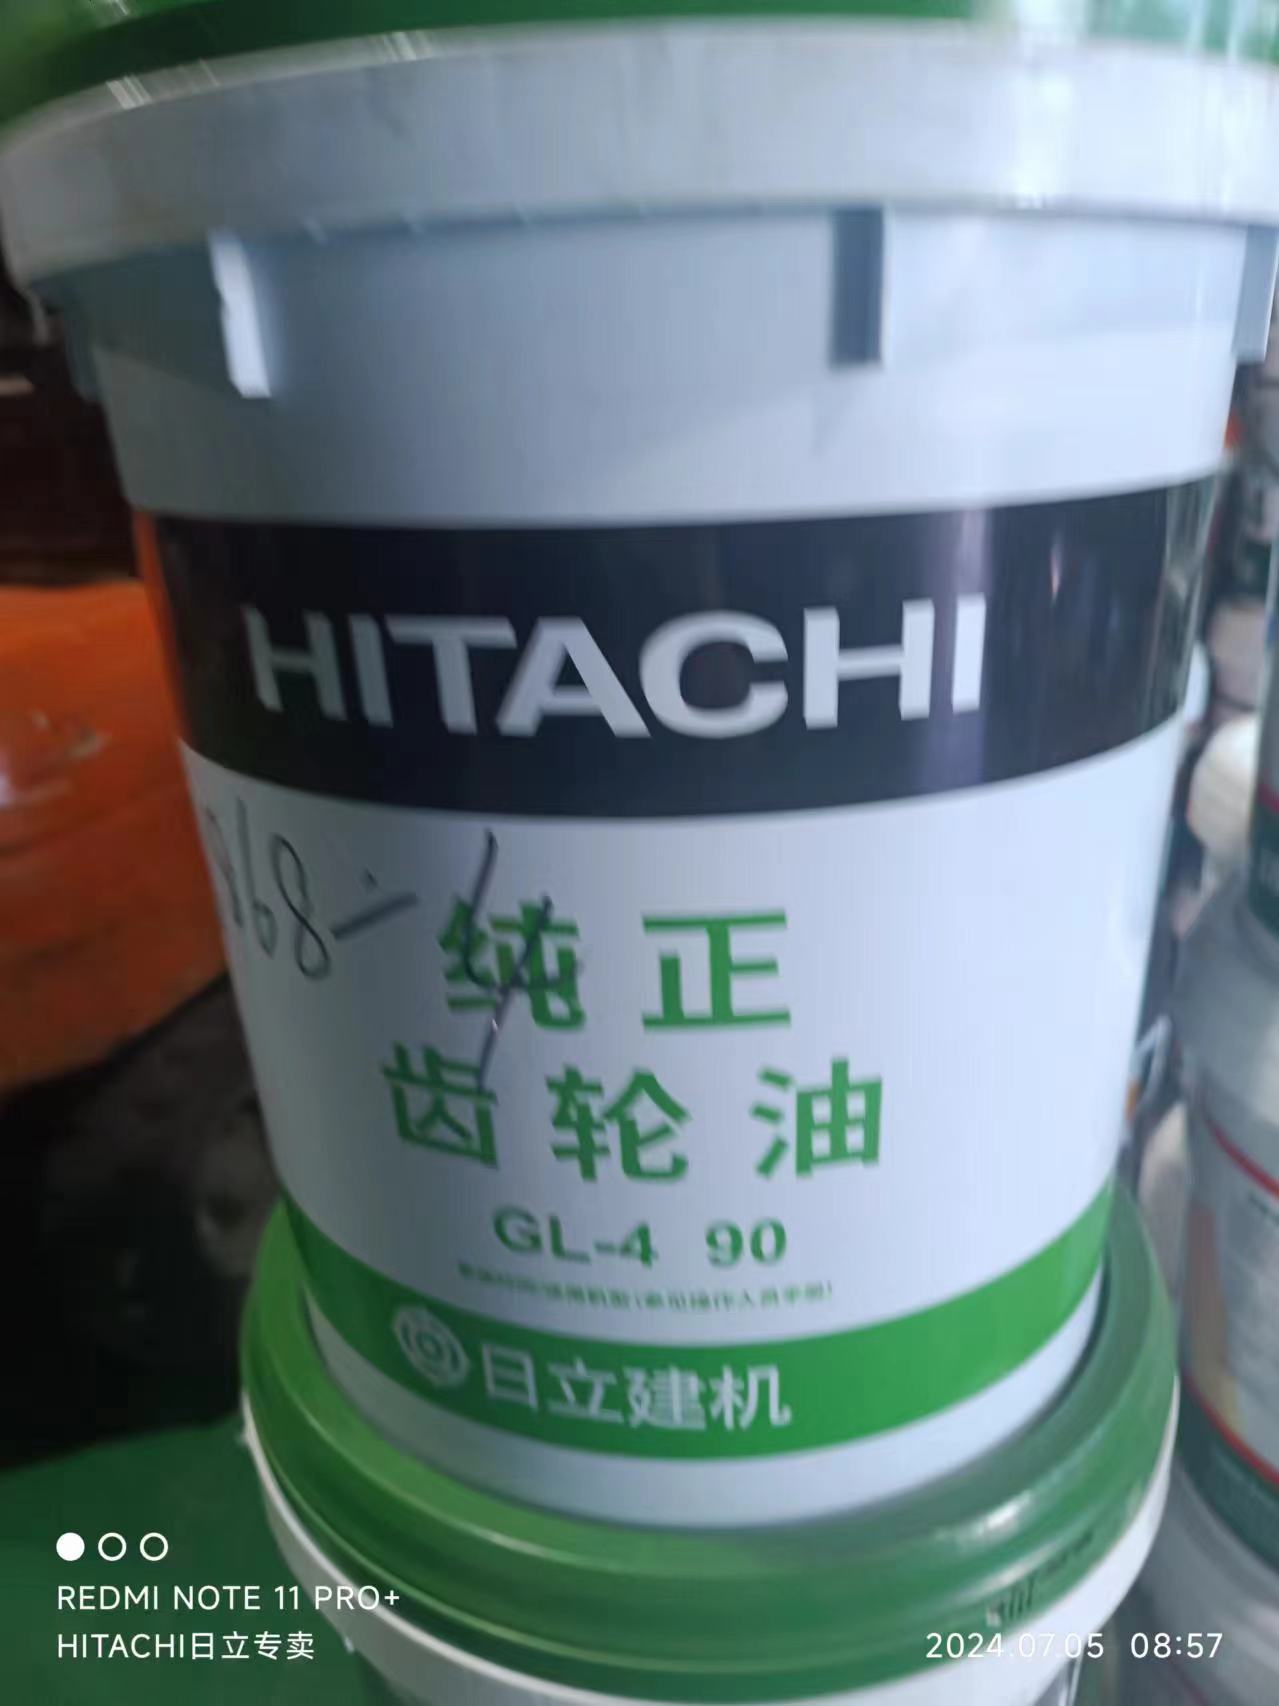 HITACHI
868-
纯正
齿轮油
GL-4 90
日立建机
REDMI NOTE 11 PRO+
HITACHI日立专卖
2024.07.05 08:57